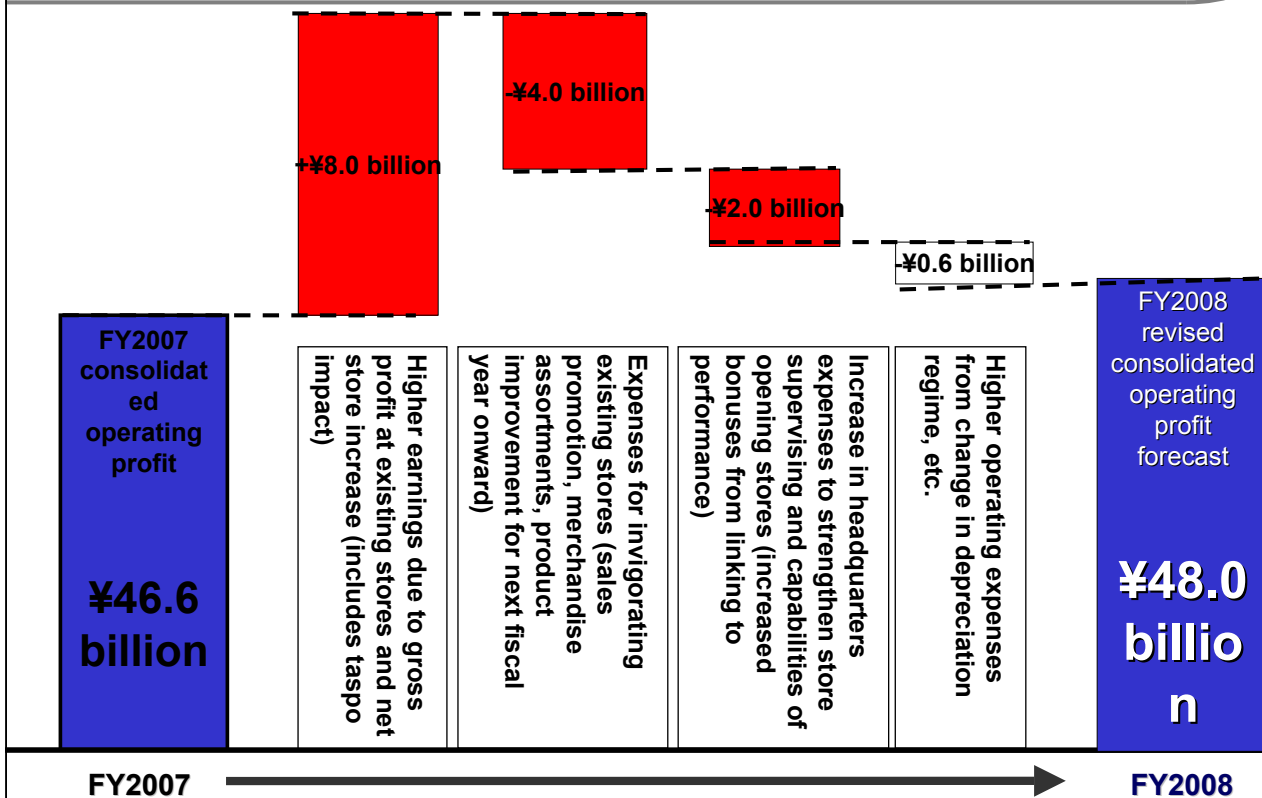 -¥4.0 billion
+¥8.0 billion
-¥2.0 billion
-¥0.6 billion
FY2007
consolidat
ed
operating
profit
¥46.6
billion
Higher earnings due to gross
profit at existing stores and net
store increase (includes taspo
impact)
Expenses for invigorating
existing stores (sales
promotion, merchandise
assortments, product
improvement for next fiscal
year onward)
Increase in headquarters
expenses to strengthen store
supervising and capabilities of
opening stores (increased
bonuses from linking to
performance)
Higher operating expenses
from change in depreciation
regime, etc.
FY2008
revised
consolidated
operating
profit
forecast
¥48.0
billio
n
FY2007
FY2008